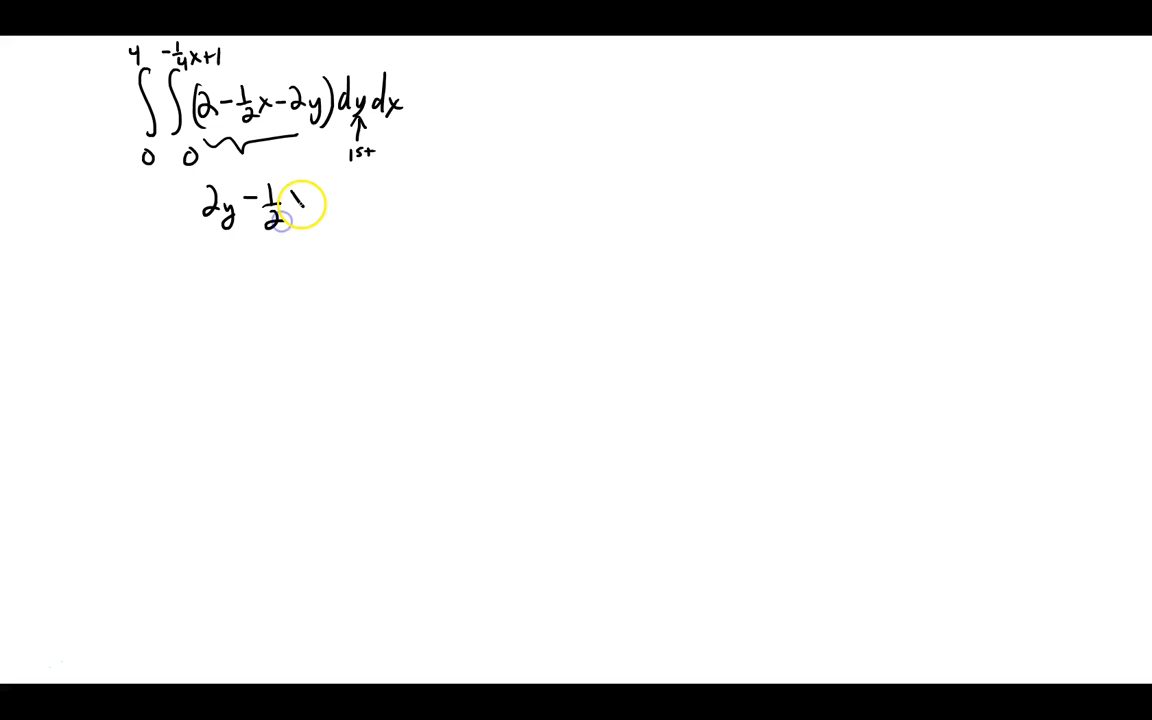 4 -1/4x+1
∫ ∫ (2 - 1/2x - 2y) dy dx
0 0 1st
2y - 1/2